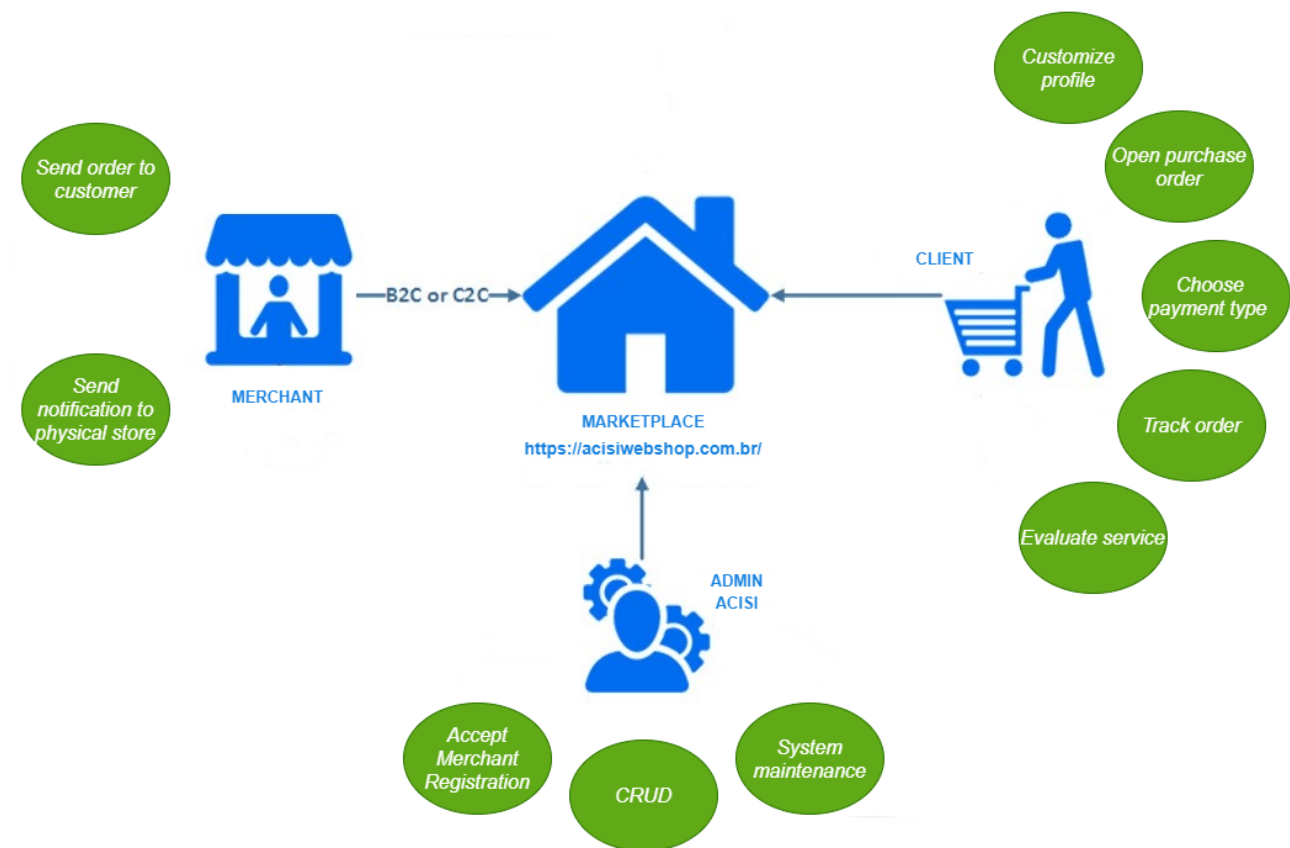 Customize
profile
Send order to
customer
Open purchase
order
B2C or C2C
CLIENT
Choose
payment type
MERCHANT
Send
notification to
physical store
MARKETPLACE
https://acisiwebshop.com.br/
Track order
Evaluate service
ADMIN
ACISI
Accept
Merchant
Registration
CRUD
System
maintenance